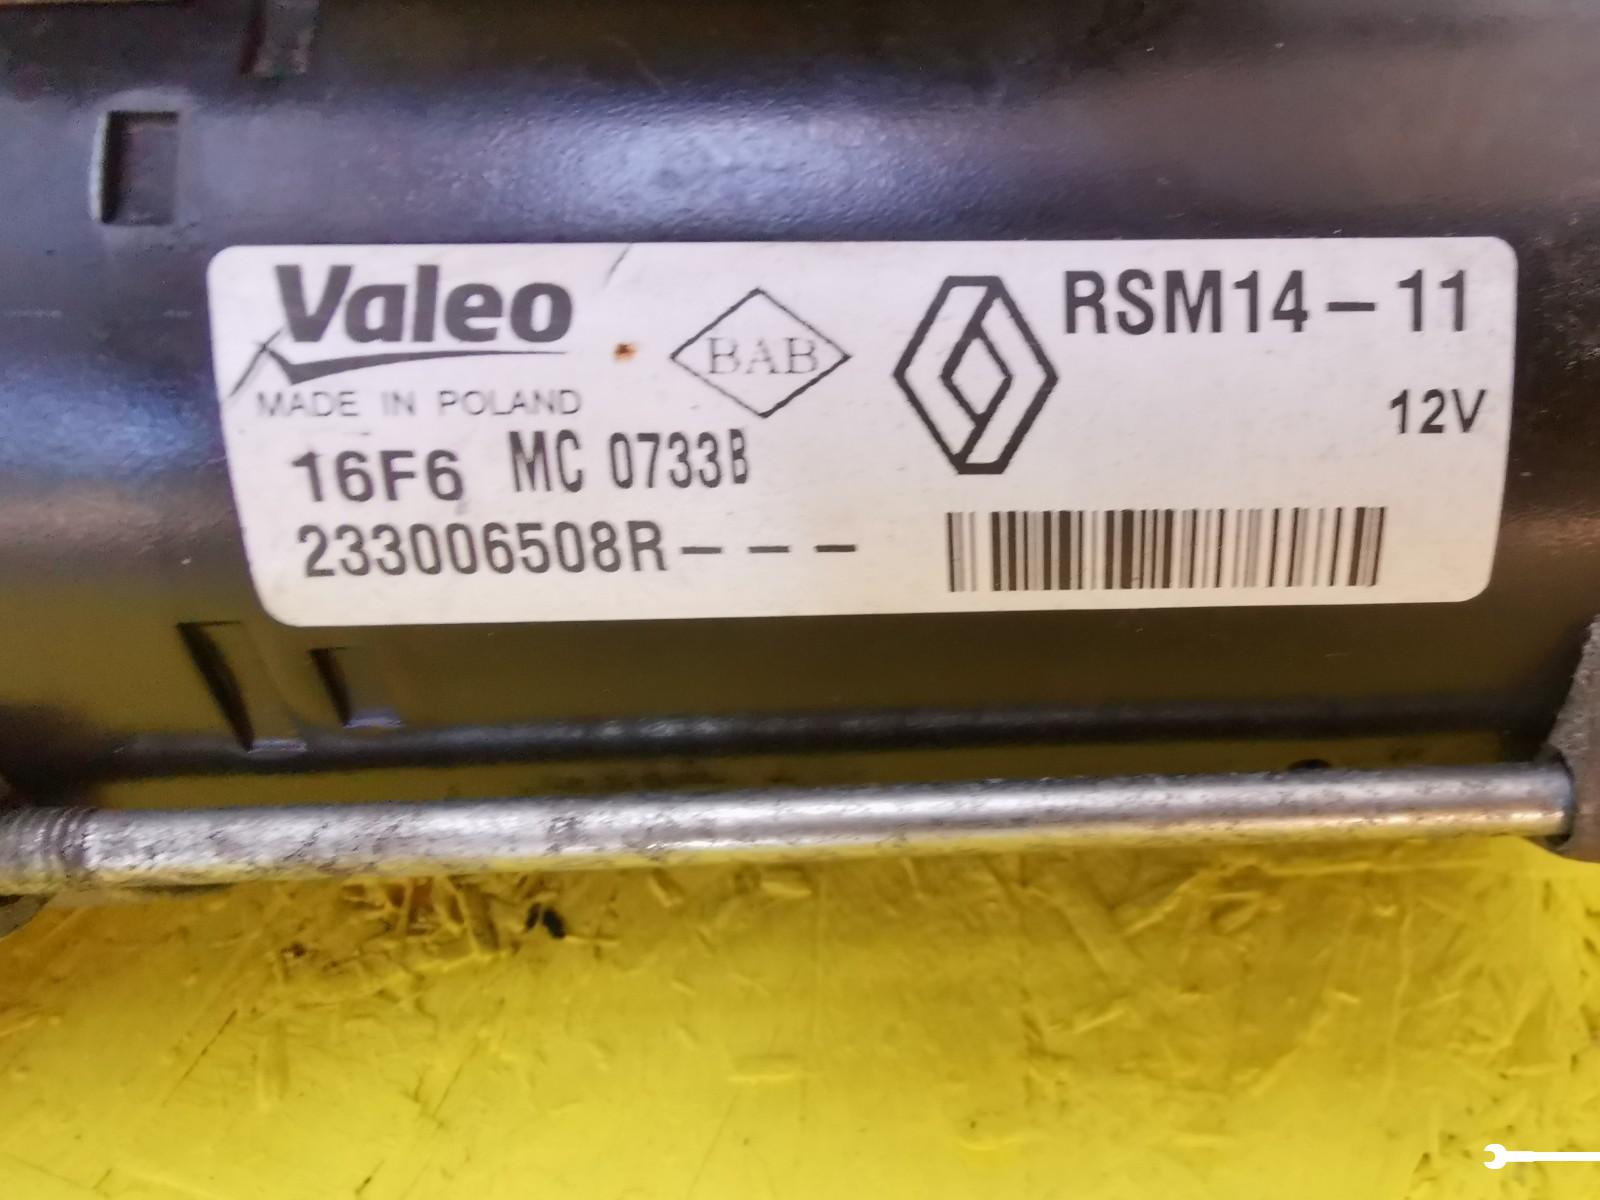 Valeo
BAB
RSM14-11
MADE IN POLAND
12V
16F6 MC 0733B
233006508R---